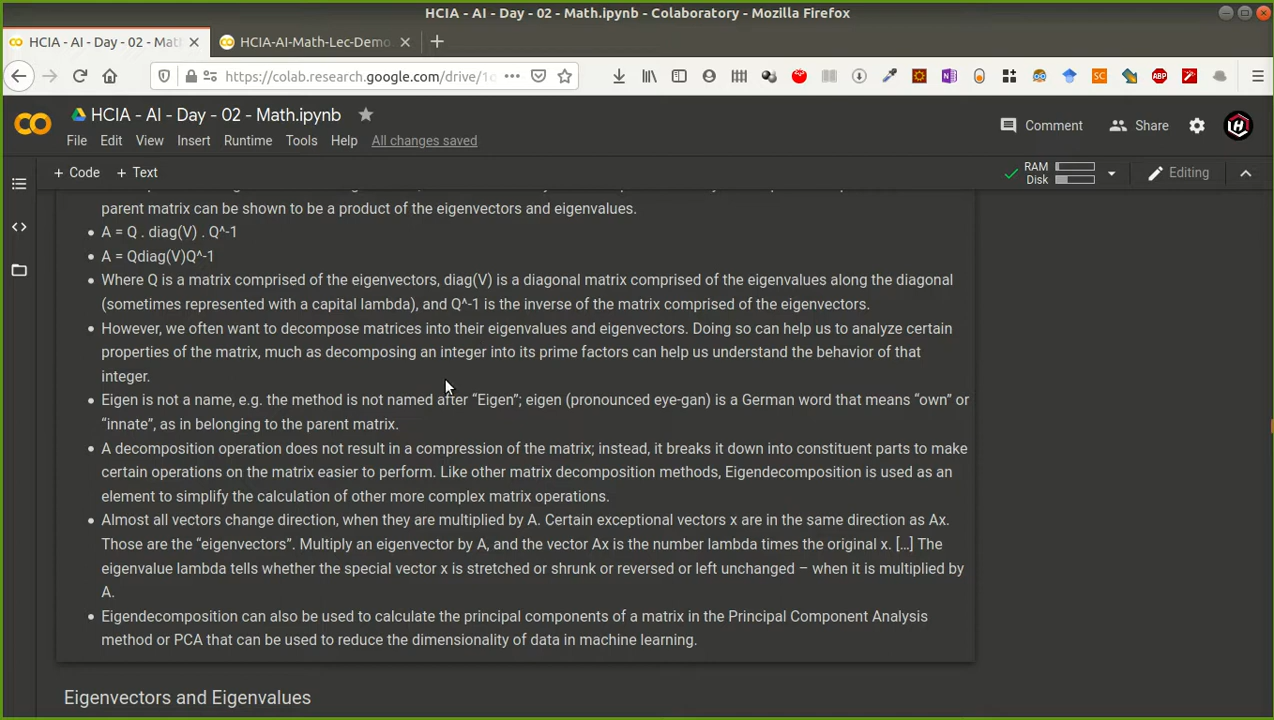 HCIA - AI - Day - 02 - Math.ipynb - Colaboratory - Mozilla Firefox
HCIA - AI - Day - 02 - Mat
HCIA-AI-Math-Lec-Demo
https://colab.research.google.com/drive/1
HCIA - AI - Day - 02 - Math.ipynb
Comment
Share
File Edit View Insert Runtime Tools Help All changes saved
+ Code + Text
RAM
Disk
Editing
parent matrix can be shown to be a product of the eigenvectors and eigenvalues.
• A = Q . diag(V) . Q^-1
• A = Qdiag(V)Q^-1
• Where Q is a matrix comprised of the eigenvectors, diag(V) is a diagonal matrix comprised of the eigenvalues along the diagonal
(sometimes represented with a capital lambda), and Q^-1 is the inverse of the matrix comprised of the eigenvectors.
• However, we often want to decompose matrices into their eigenvalues and eigenvectors. Doing so can help us to analyze certain
properties of the matrix, much as decomposing an integer into its prime factors can help us understand the behavior of that
integer.
• Eigen is not a name, e.g. the method is not named after “Eigen”; eigen (pronounced eye-gan) is a German word that means “own” or
“innate”, as in belonging to the parent matrix.
• A decomposition operation does not result in a compression of the matrix; instead, it breaks it down into constituent parts to make
certain operations on the matrix easier to perform. Like other matrix decomposition methods, Eigendecomposition is used as an
element to simplify the calculation of other more complex matrix operations.
• Almost all vectors change direction, when they are multiplied by A. Certain exceptional vectors x are in the same direction as Ax.
Those are the “eigenvectors”. Multiply an eigenvector by A, and the vector Ax is the number lambda times the original x. […] The
eigenvalue lambda tells whether the special vector x is stretched or shrunk or reversed or left unchanged – when it is multiplied by
A.
• Eigendecomposition can also be used to calculate the principal components of a matrix in the Principal Component Analysis
method or PCA that can be used to reduce the dimensionality of data in machine learning.
Eigenvectors and Eigenvalues